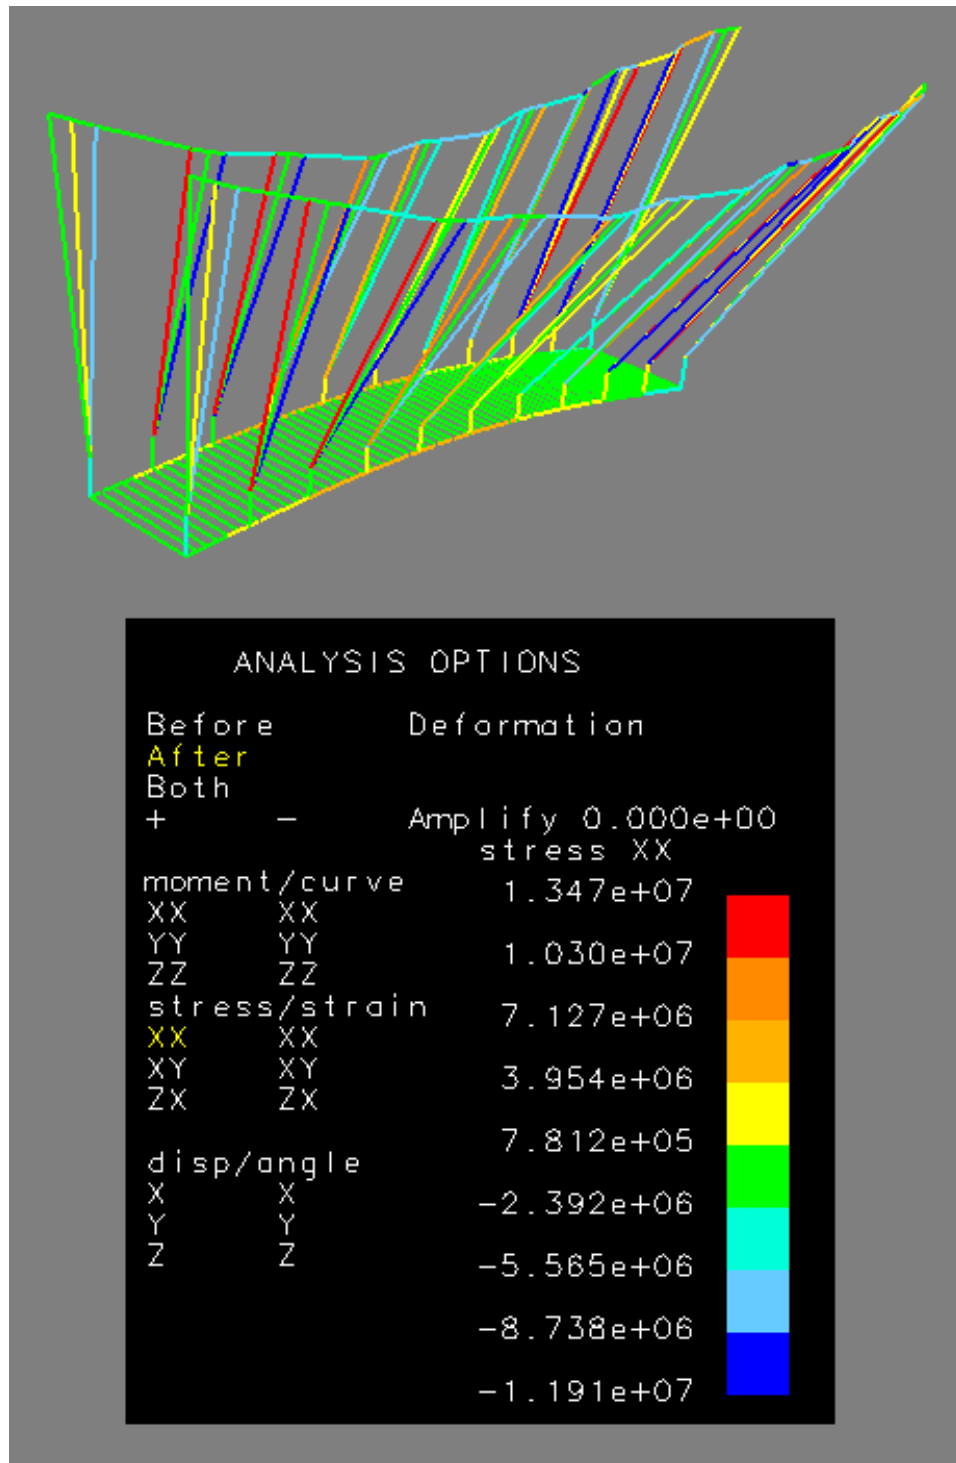 ANALYSIS OPTIONS
Before Deformation
After
Both
+ - Amplify 0.000e+00
stress XX
moment/curve 1.347e+07
XX XX
YY YY 1.030e+07
ZZ ZZ
stress/strain 7.127e+06
XX XX
XY XY 3.954e+06
ZX ZX
7.812e+05
disp/angle
X X -2.392e+06
Y Y
Z Z -5.565e+06
-8.738e+06
-1.191e+07